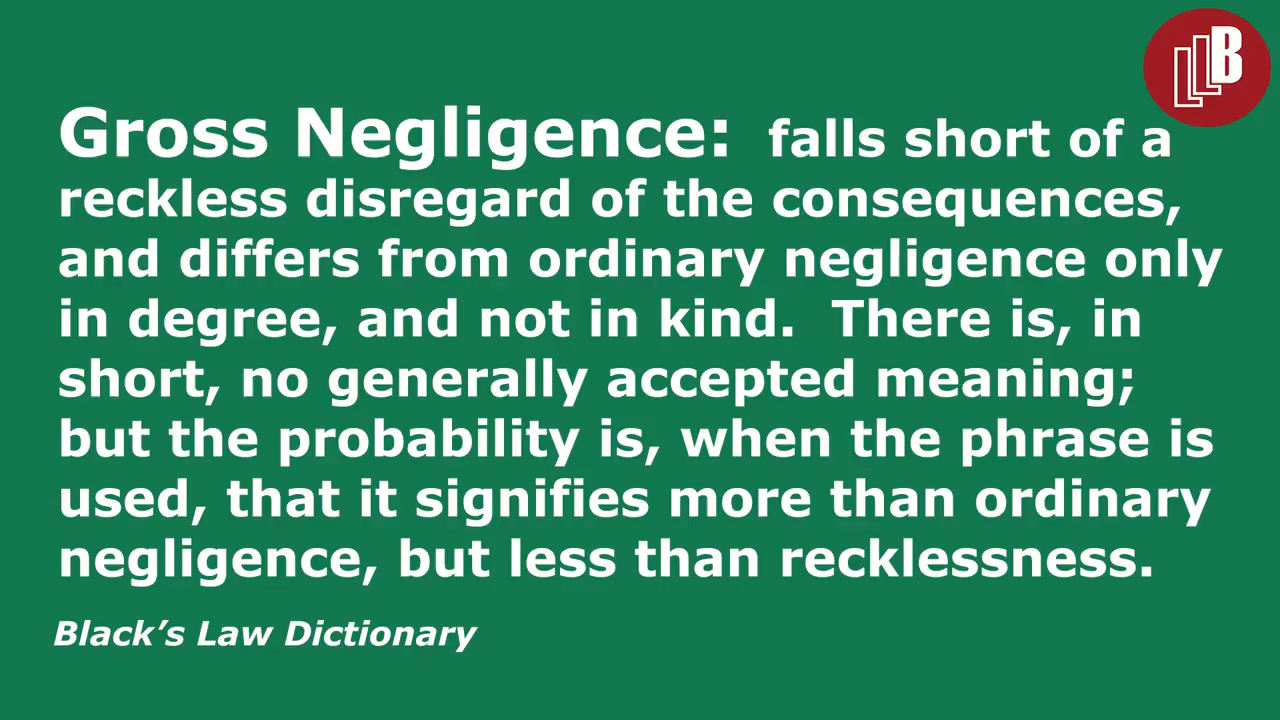 LLLB
Gross Negligence: falls short of a
reckless disregard of the consequences,
and differs from ordinary negligence only
in degree, and not in kind.  There is, in
short, no generally accepted meaning;
but the probability is, when the phrase is
used, that it signifies more than ordinary
negligence, but less than recklessness.
Black’s Law Dictionary